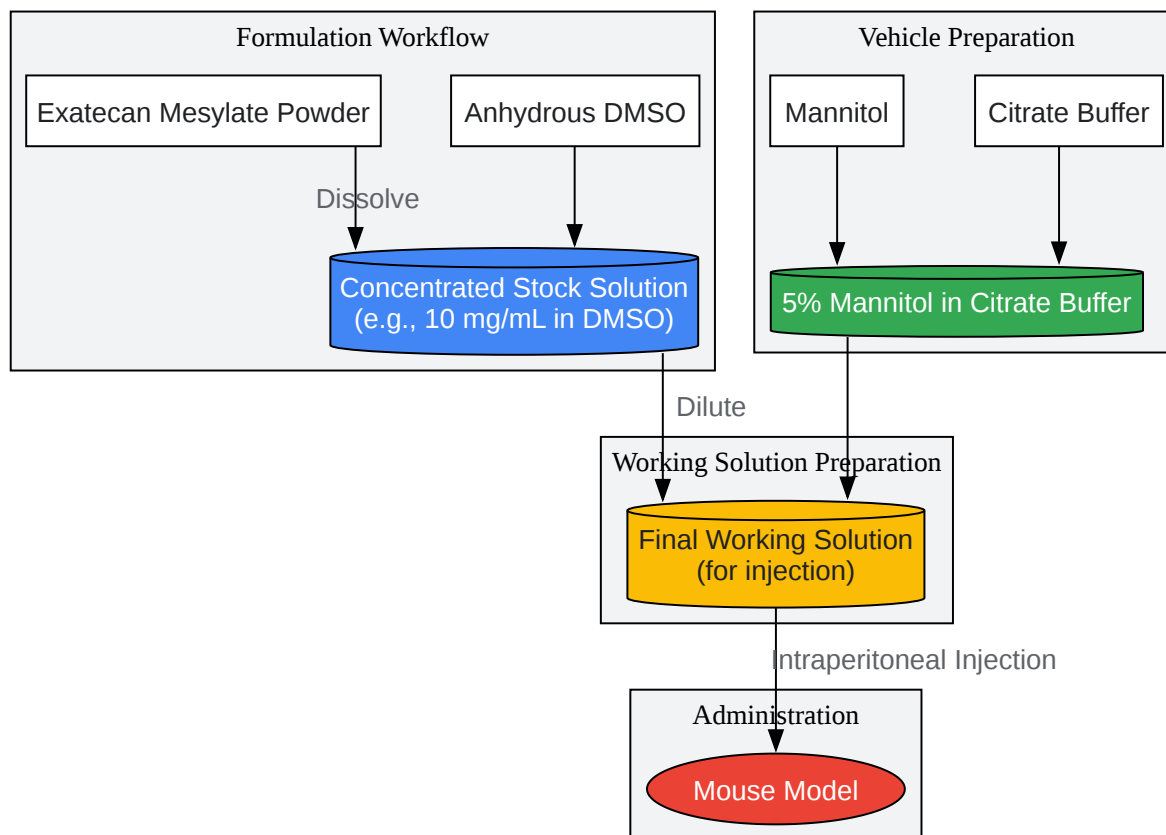 Formulation Workflow
Vehicle Preparation
Exatecan Mesylate Powder
Anhydrous DMSO
Mannitol
Citrate Buffer
Dissolve
Concentrated Stock Solution
(e.g., 10 mg/mL in DMSO)
5% Mannitol in Citrate Buffer
Dilute
Working Solution Preparation
Final Working Solution
(for injection)
Intraperitoneal Injection
Administration
Mouse Model